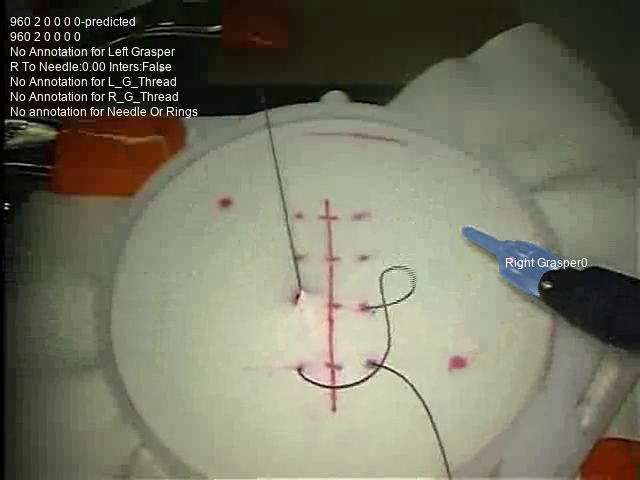 960 2 0 0 0 0-predicted
960 2 0 0 0 0
No Annotation for Left Grasper
R To Needle:0.00 Inters:False
No Annotation for L_G_Thread
No Annotation for R_G_Thread
No annotation for Needle Or Rings
Right Grasper0